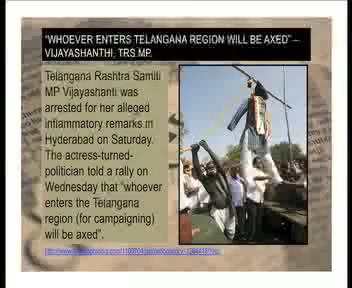 "WHOEVER ENTERS TELANGANA REGION WILL BE AXED" –
VIJAYASHANTHI, TRS MP.
Telangana Rashtra Samiti
MP Vijayashanti was
arrested for her alleged
inflammatory remarks in
Hyderabad on Saturday.
The actress-turned-
politician told a rally on
Wednesday that "whoever
enters the Telangana
region (for campaigning)
will be axed".